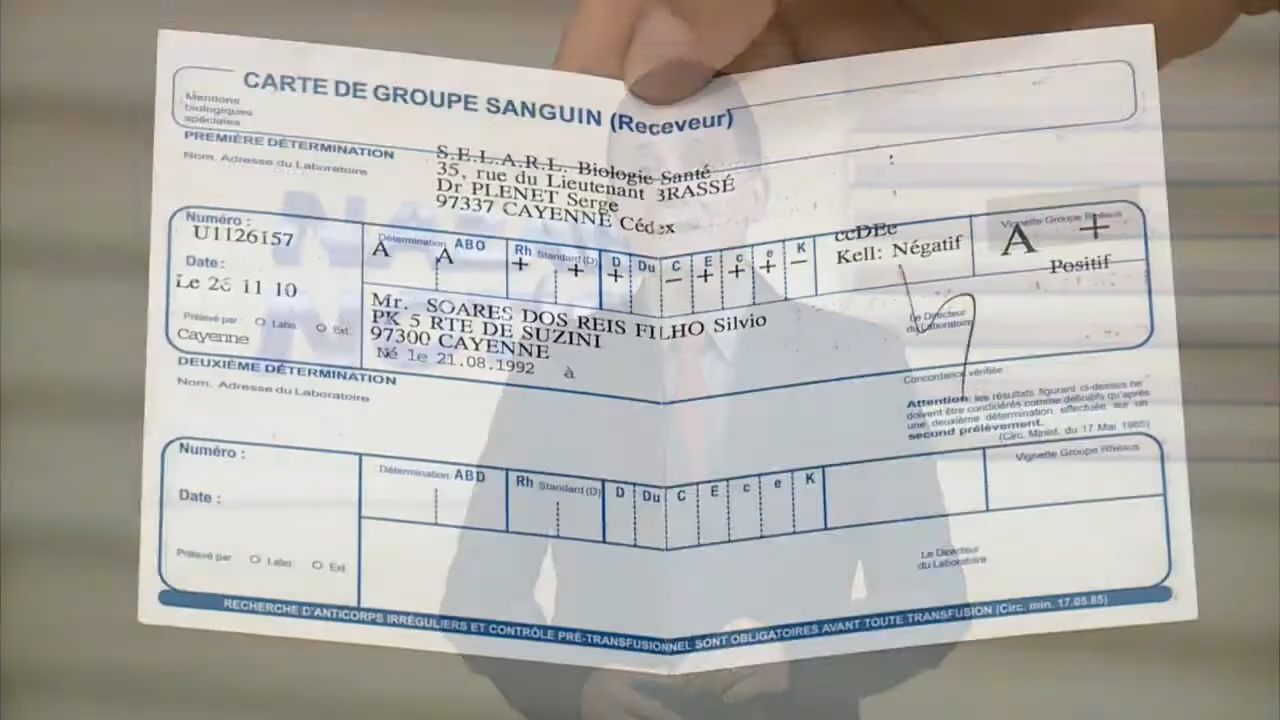 CARTE DE GROUPE SANGUIN (Receveur)
Mentions
biologiques
spéciales
PREMIÈRE DÉTERMINATION
Nom. Adresse du Laboratoire
S.E.L.A.R.L. Biologie Santé
35, rue du Lieutenant BRASSÉ
Dr PLENET Serge
97337 CAYENNE Cédex
Numéro :
U1126157
Date :
Le 26 11 10
Prélevé par : O Labo. O Ext.
Cayenne
Détermination ABO
A A
Rh Standard (D) D Du C E c e K
+ + + − + + + −
ccDEe
Kell: Négatif
Vignette Groupe Rhésus
A +
Positif
Mr. SOARES DOS REIS FILHO Silvio
PK 5 RTE DE SUZINI
97300 CAYENNE
Né le 21.08.1992 à
Le Directeur
du Laboratoire
Concordance vérifiée
Attention: les résultats figurant ci-dessus ne
doivent être condidérés comme définitifs qu'après
une deuxième détermination, effectuée sur un
second prélèvement.
(Circ. Minist. du 17 Mai 1985)
DEUXIÈME DÉTERMINATION
Nom. Adresse du Laboratoire
Numéro :
Date :
Prélevé par O Labo O Ext.
Détermination ABD
Rh Standard (D) D Du C E c e K
Vignette Groupe Rhésus
Le Directeur
du Laboratoire
RECHERCHE D'ANTICORPS IRRÉGULIERS ET CONTRÔLE PRÉ-TRANSFUSIONNEL SONT OBLIGATOIRES AVANT TOUTE TRANSFUSION (Circ. min. 17.05.85)